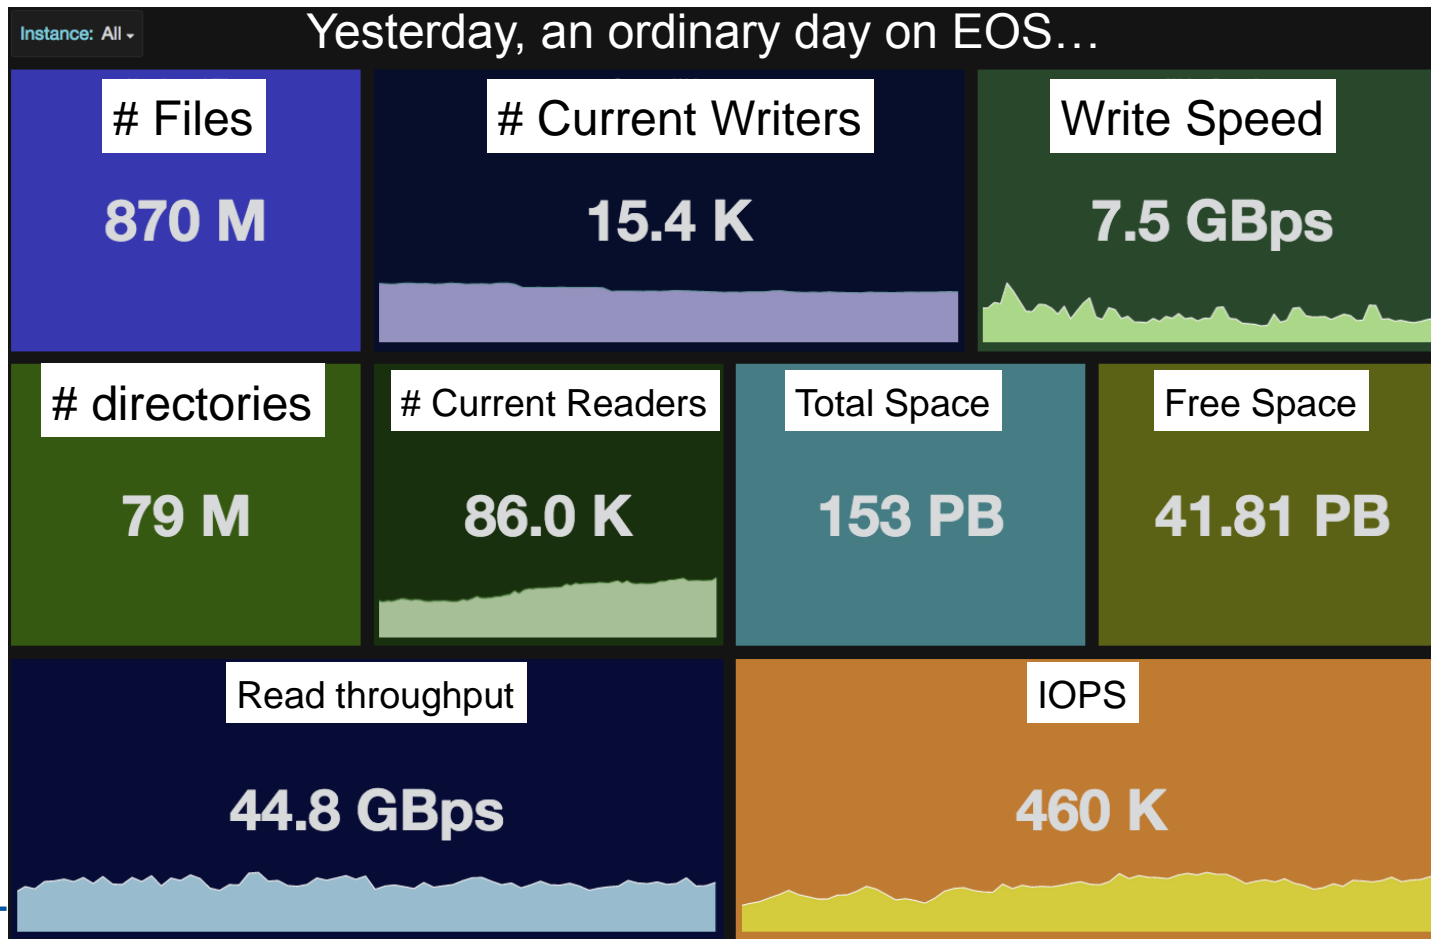 Instance: All
Yesterday, an ordinary day on EOS…
# Files
870 M
# Current Writers
15.4 K
Write Speed
7.5 GBps
# directories
79 M
# Current Readers
86.0 K
Total Space
153 PB
Free Space
41.81 PB
Read throughput
44.8 GBps
IOPS
460 K